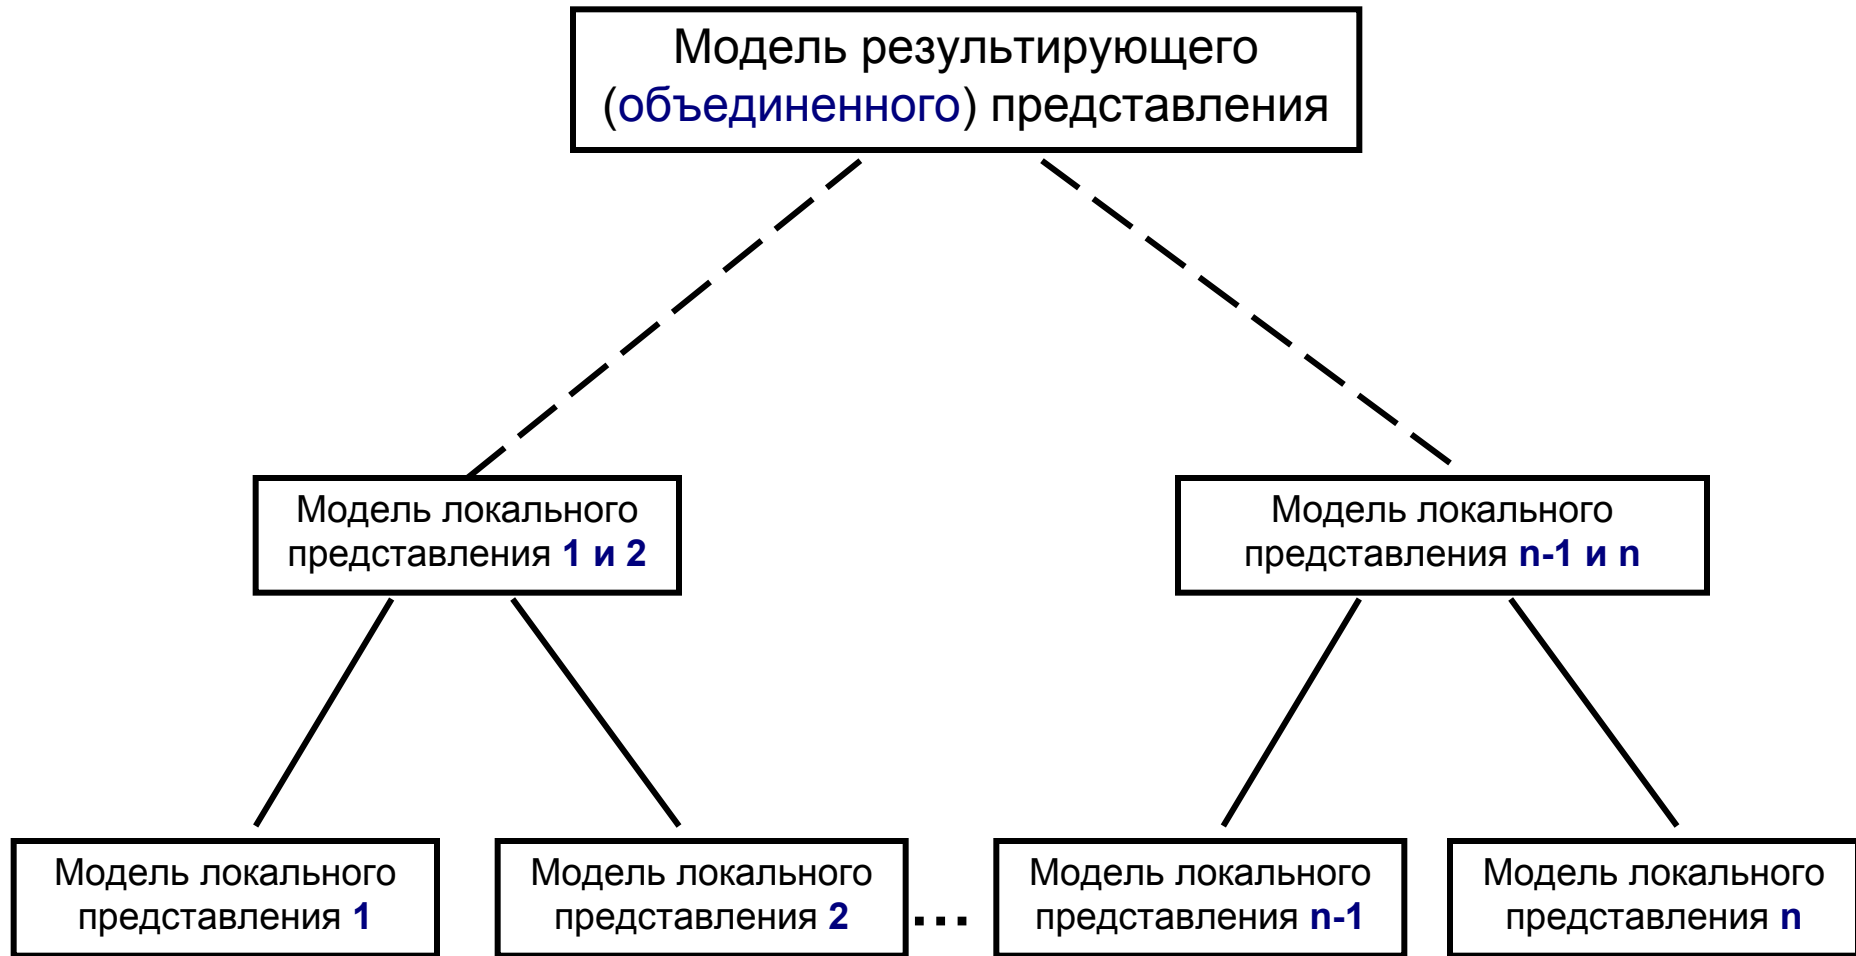 Модель результирующего
(объединенного) представления
Модель локального
представления 1 и 2
Модель локального
представления n-1 и n
Модель локального
представления 1
Модель локального
представления 2
...
Модель локального
представления n-1
Модель локального
представления n